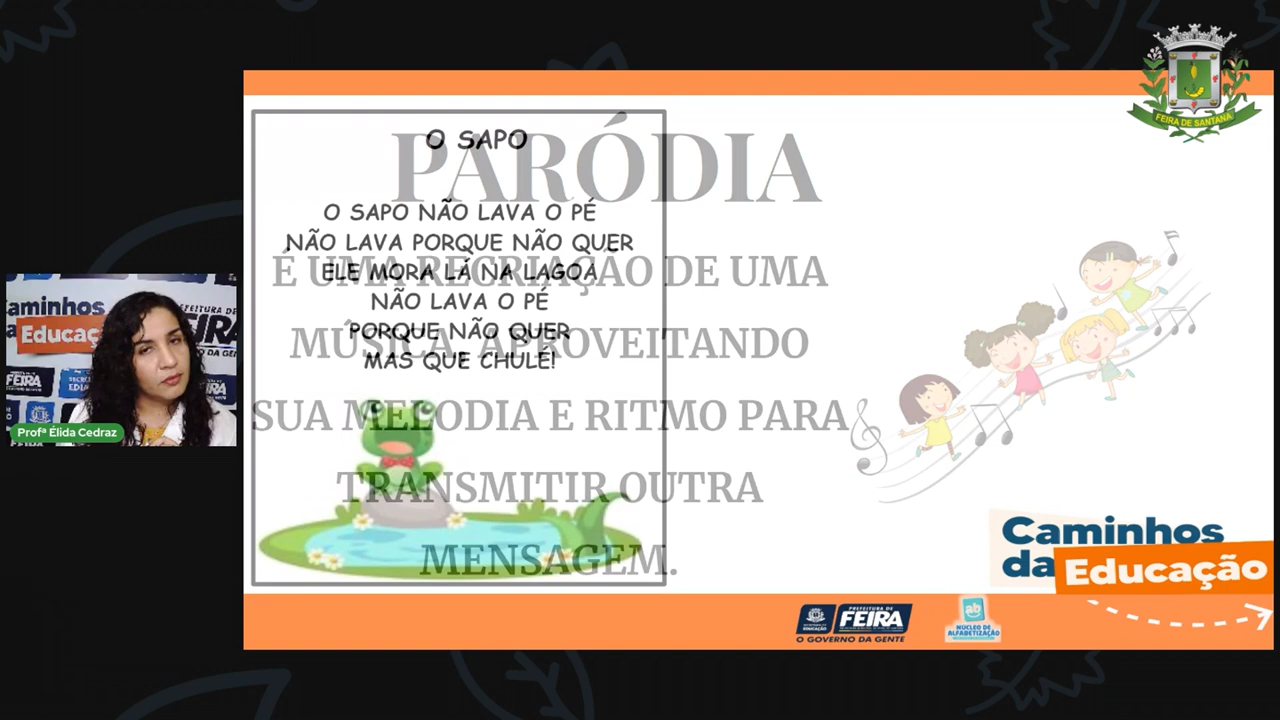 FEIRA DE SANTANA
O SAPO
O SAPO NÃO LAVA O PÉ
NÃO LAVA PORQUE NÃO QUER
ELE MORA LÁ NA LAGOA
NÃO LAVA O PÉ
PORQUE NÃO QUER
MAS QUE CHULÉ!
PARÓDIA
É UMA RECRIAÇÃO DE UMA
MÚSICA, APROVEITANDO
SUA MELODIA E RITMO PARA
TRANSMITIR OUTRA
MENSAGEM.
Profª Élida Cedraz
Caminhos
da Educação
PREFEITURA DE
FEIRA
O GOVERNO DA GENTE
ab
NÚCLEO DE
ALFABETIZAÇÃO